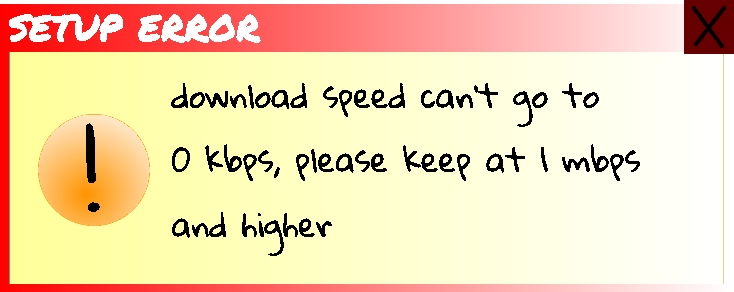 SETUP ERROR
X
!
download speed can't go to
0 kbps, please keep at 1 mbps
and higher